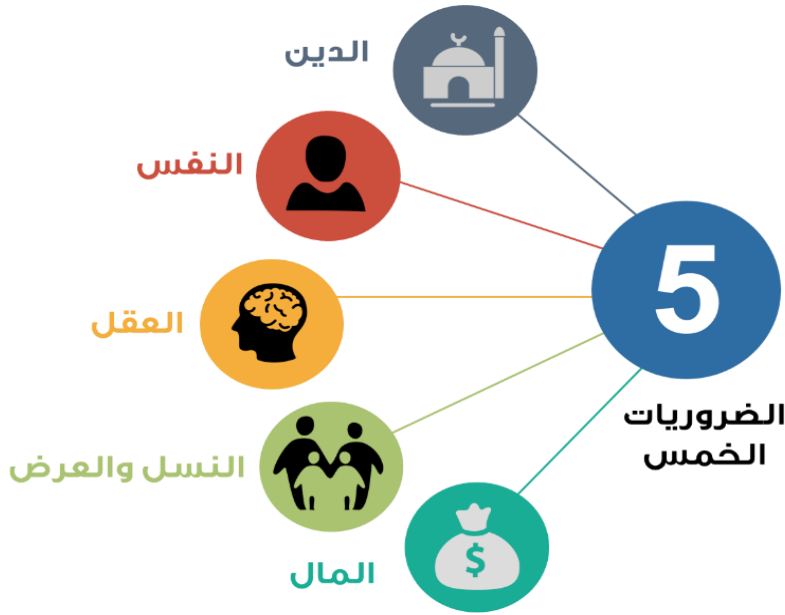 الدين
النفس
العقل
النسل والعرض
المال
5
الضروريات
الخمس
$